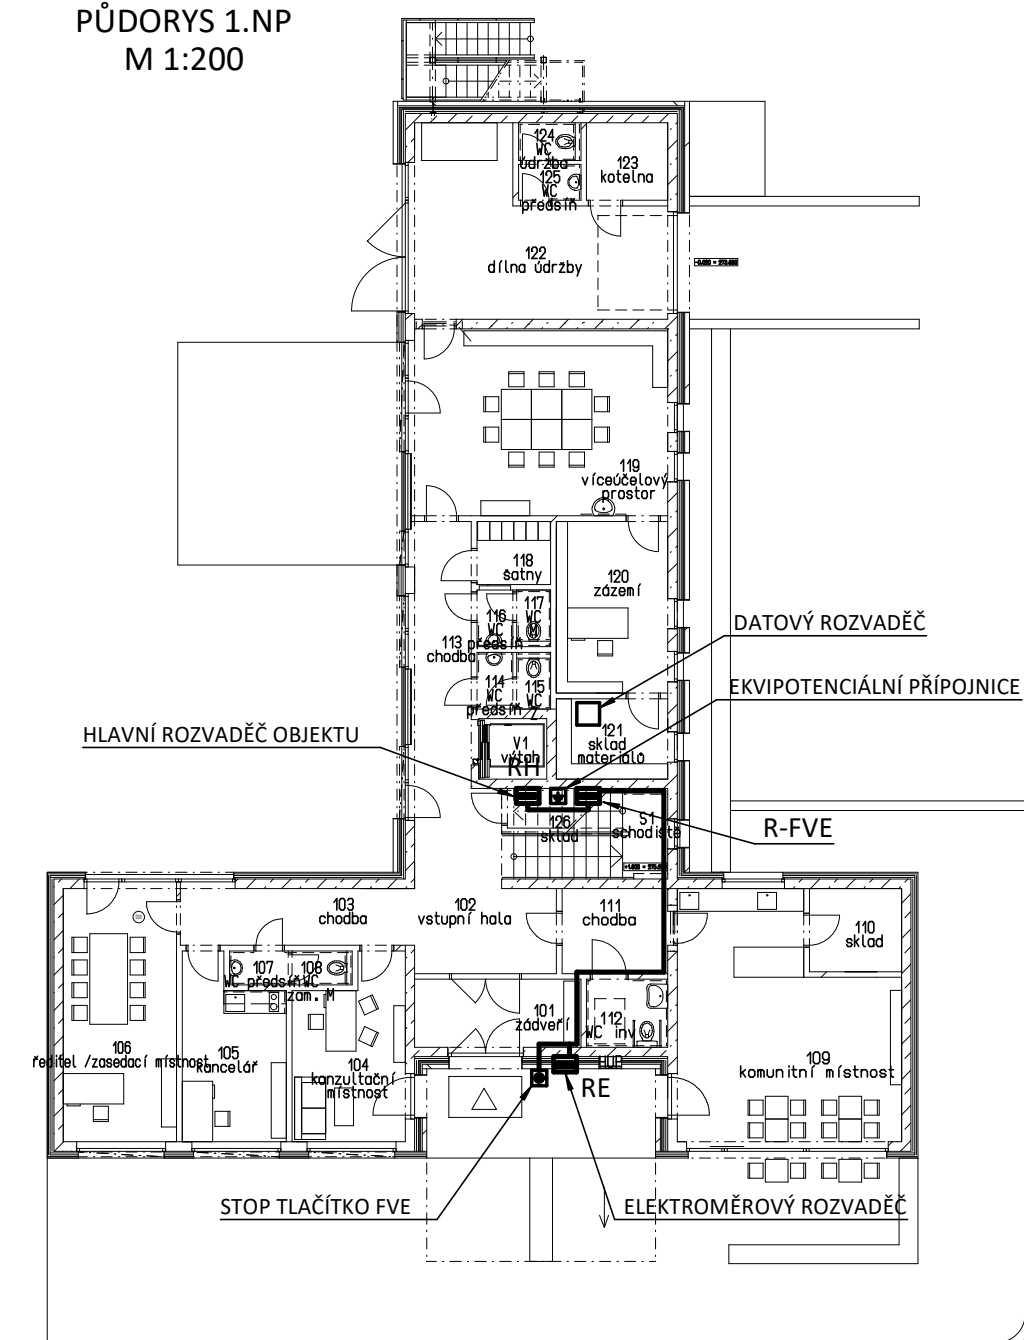 PŮDORYS 1.NP
M 1:200
124
WC
údržba
125
WC
předsíň
123
kotelna
122
dílna údržby
119
víceúčelový
prostor
118
šatny
120
zázemí
117
WC
M
116
WC
předsíň
113
chodba
114
WC
předsíň
115
WC
Z
DATOVÝ ROZVADĚČ
EKVIPOTENCIÁLNÍ PŘÍPOJNICE
HLAVNÍ ROZVADĚČ OBJEKTU
121
sklad
materiálů
V1
výtah
RH
R-FVE
126
sklad
S1
schodiště
103
chodba
102
vstupní hala
111
chodba
110
sklad
107
WC předsíň
108
WC
zam. M
101
zádveří
112
WC inv
106
ředitel /zasedací místnost
105
kancelář
104
konzultační
místnost
109
komunitní místnost
RE
STOP TLAČÍTKO FVE
ELEKTROMĚROVÝ ROZVADĚČ